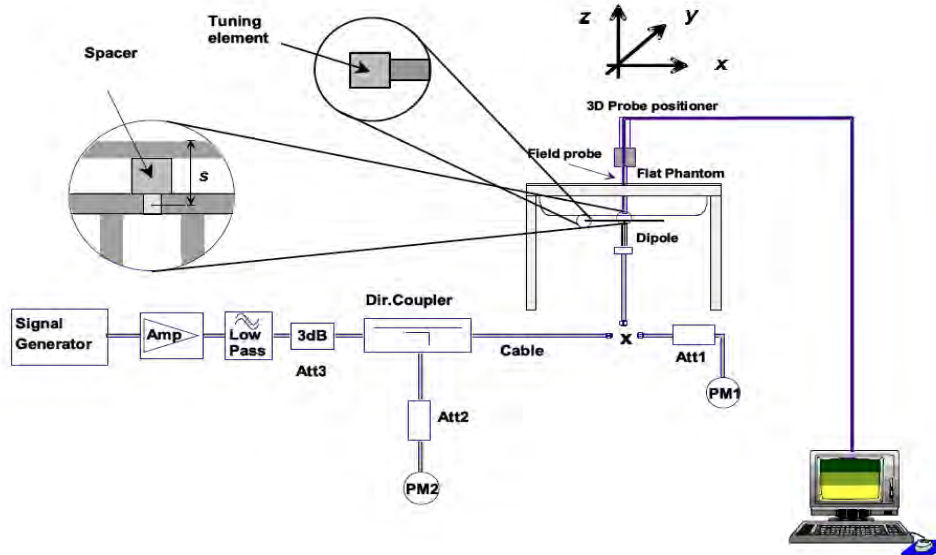 Tuning
element
z
y
x
Spacer
3D Probe positioner
Field probe
Flat Phantom
s
Dipole
Dir.Coupler
Signal
Generator
Amp
Low
Pass
3dB
Att3
Cable
x
Att1
PM1
Att2
PM2